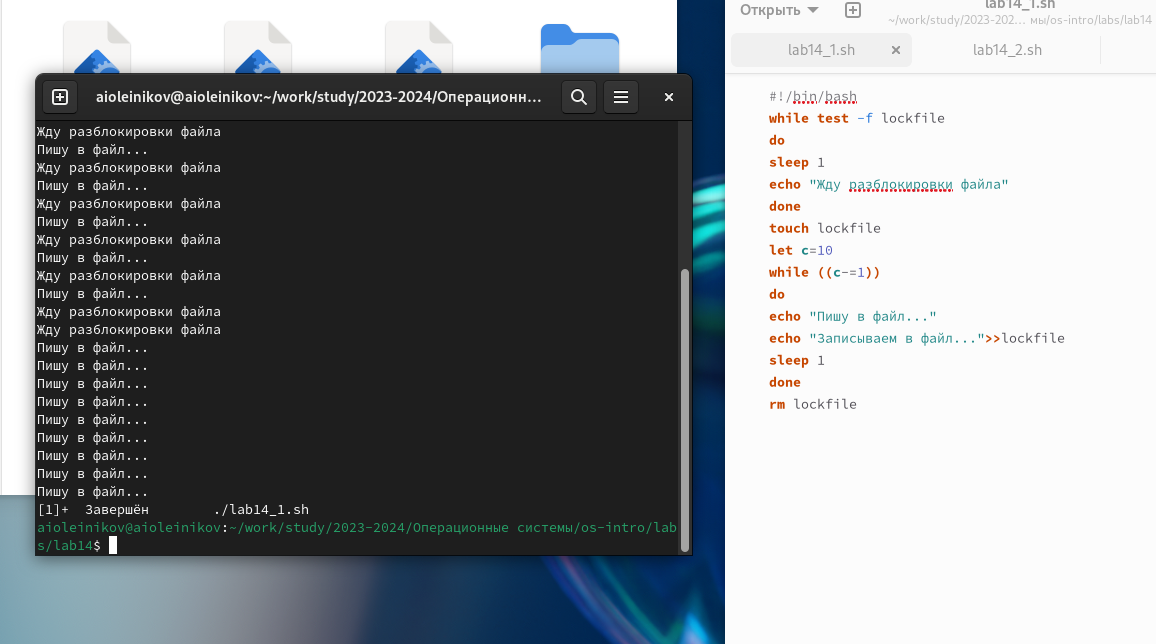 aioleinikov@aioleinikov:~/work/study/2023-2024/Операционн...
Жду разблокировки файла
Пишу в файл...
Жду разблокировки файла
Пишу в файл...
Жду разблокировки файла
Пишу в файл...
Жду разблокировки файла
Пишу в файл...
Жду разблокировки файла
Пишу в файл...
Жду разблокировки файла
Жду разблокировки файла
Пишу в файл...
Пишу в файл...
Пишу в файл...
Пишу в файл...
Пишу в файл...
Пишу в файл...
Пишу в файл...
Пишу в файл...
Пишу в файл...
[1]+  Завершён        ./lab14_1.sh
aioleinikov@aioleinikov:~/work/study/2023-2024/Операционные системы/os-intro/lab
s/lab14$
Открыть
lab14_1.sh
~/work/study/2023-202... мы/os-intro/labs/lab14
lab14_1.sh
lab14_2.sh
#!/bin/bash
while test -f lockfile
do
sleep 1
echo "Жду разблокировки файла"
done
touch lockfile
let c=10
while ((c-=1))
do
echo "Пишу в файл..."
echo "Записываем в файл...">>lockfile
sleep 1
done
rm lockfile